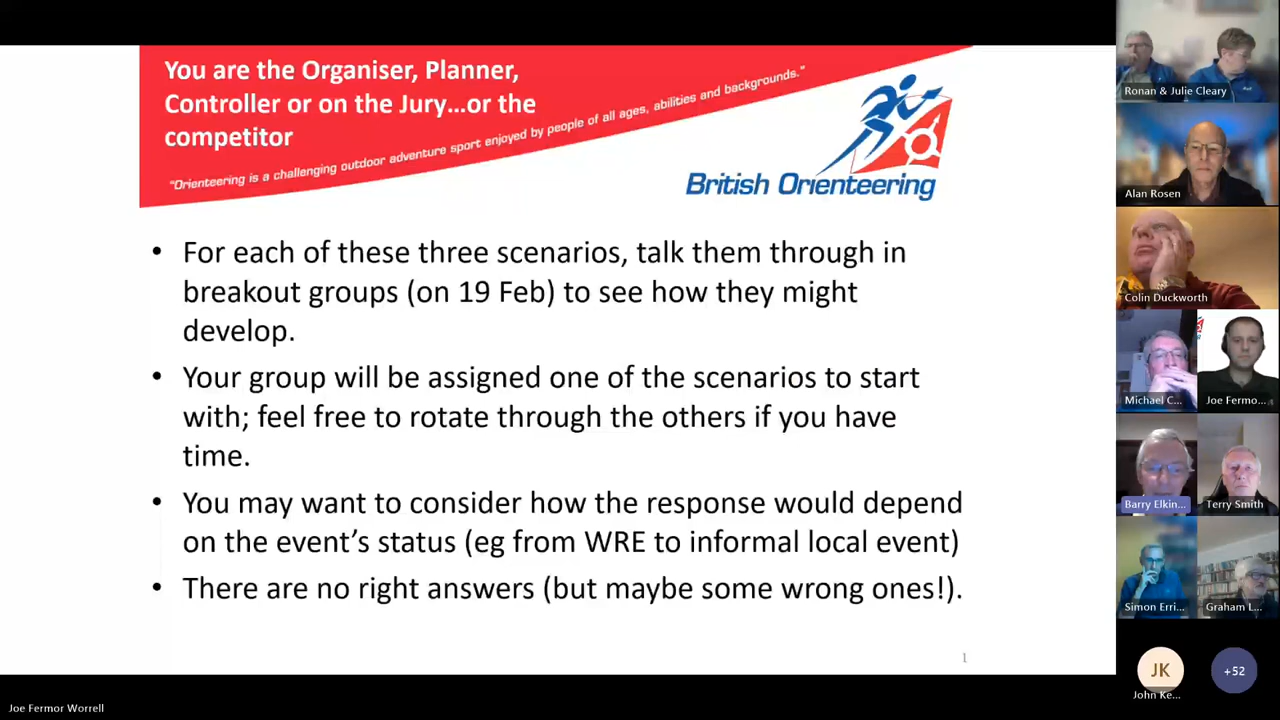 You are the Organiser, Planner,
Controller or on the Jury...or the
competitor
"Orienteering is a challenging outdoor adventure sport enjoyed by people of all ages, abilities and backgrounds."
British Orienteering
• For each of these three scenarios, talk them through in
breakout groups (on 19 Feb) to see how they might
develop.
• Your group will be assigned one of the scenarios to start
with; feel free to rotate through the others if you have
time.
• You may want to consider how the response would depend
on the event's status (eg from WRE to informal local event)
• There are no right answers (but maybe some wrong ones!).
1
Joe Fermor Worrell
Ronan & Julie Cleary
Alan Rosen
Colin Duckworth
Michael C...
Joe Fermo...
Barry Elkin...
Terry Smith
Simon Erri...
Graham L...
JK
John Ke...
+52